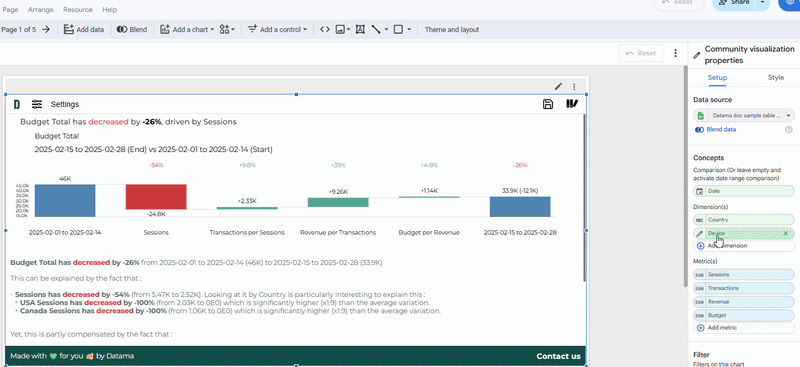 Page Arrange Resource Help
Reset
Share
Page 1 of 5
Add data
Blend
Add a chart
Add a control
Theme and layout
Reset
D
Settings
Budget Total has decreased by -26%, driven by Sessions
Budget Total
2025-02-15 to 2025-02-28 (End) vs 2025-02-01 to 2025-02-14 (Start)
-54% +9.8% +39% +4.8% -26%
46K
+2.33K
+9.26K
+1.14K
33.9K (-12.1K)
-24.8K
45.0k
40.0k
35.0k
30.0k
25.0k
20.0k
15.0k
2025-02-01 to 2025-02-14 Sessions Transactions per Sessions Revenue per Transactions Budget per Revenue 2025-02-15 to 2025-02-28
Budget Total has decreased by -26% from 2025-02-01 to 2025-02-14 (46K) to 2025-02-15 to 2025-02-28 (33.9K)
This can be explained by the fact that :
· Sessions has decreased by -54% (from 5.47K to 2.52K). Looking at it by Country is particularly interesting to explain this :
• USA Sessions has decreased by -100% (from 2.03K to 0E0) which is significantly higher (x1.9) than the average variation.
• Canada Sessions has decreased by -100% (from 1.06K to 0E0) which is significantly higher (x1.9) than the average variation.
Yet, this is partly compensated by the fact that :
Made with for you by Datama
Contact us
Community visualization
properties
Setup Style
Data source
Datama doc sample table ...
Blend data
Concepts
Comparison (Or leave empty and
activate date range comparison)
Date
Dimension(s)
RBC Country
Device
Add dimension
Metric(s)
SUM Sessions
SUM Transactions
SUM Revenue
SUM Budget
Add metric
Filter
Filters on this chart